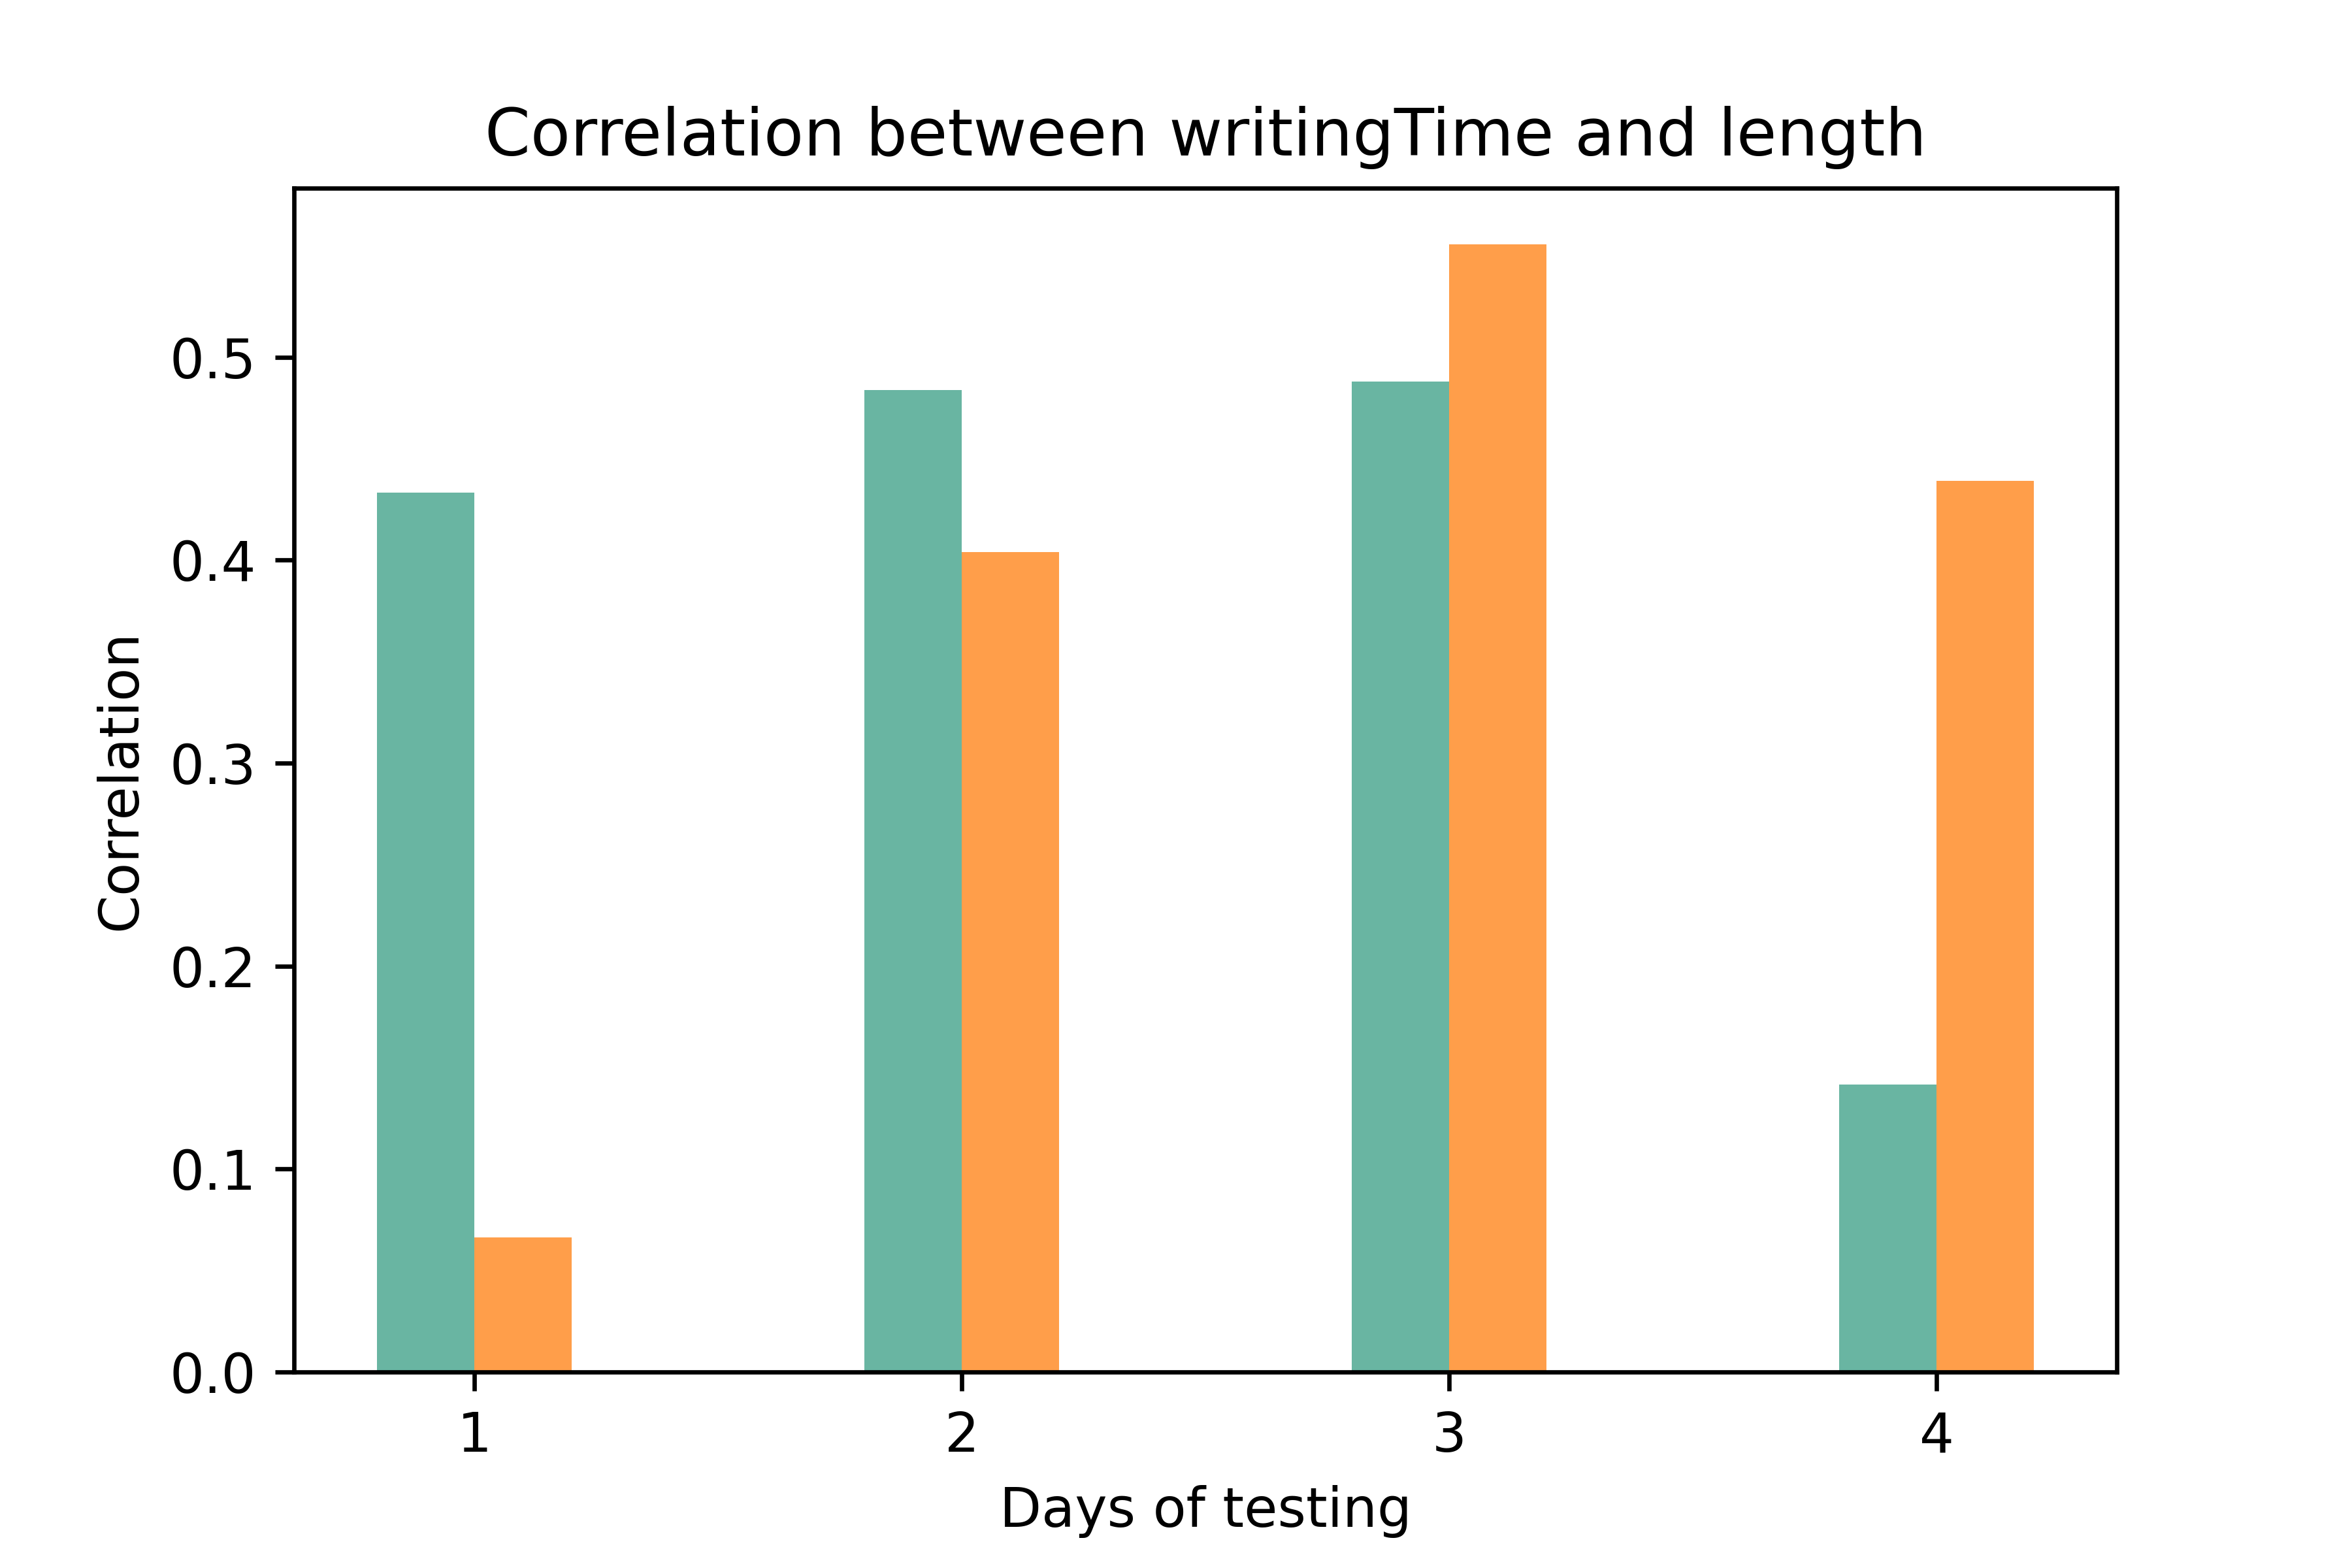 Correlation between writingTime and length
0.5
0.4
0.3
0.2
0.1
0.0
Correlation
1 2 3 4
Days of testing